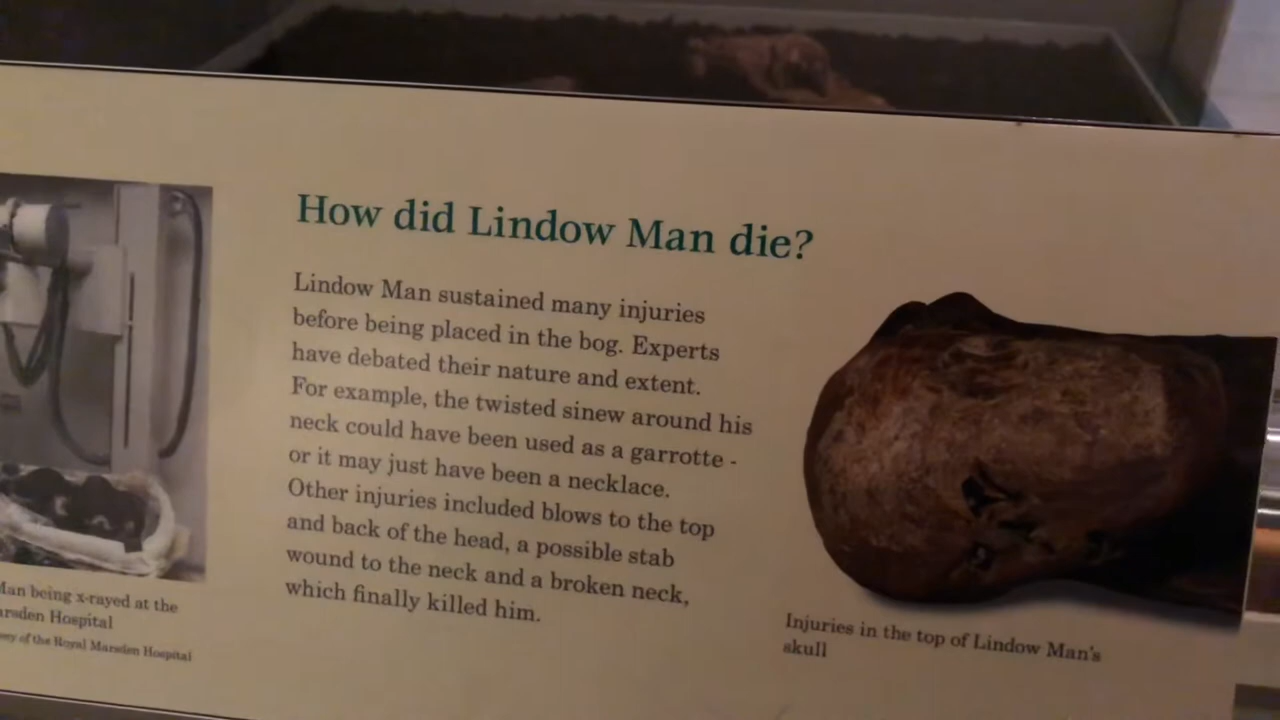 How did Lindow Man die?
Lindow Man sustained many injuries
before being placed in the bog. Experts
have debated their nature and extent.
For example, the twisted sinew around his
neck could have been used as a garrotte -
or it may just have been a necklace.
Other injuries included blows to the top
and back of the head, a possible stab
wound to the neck and a broken neck,
which finally killed him.
Man being x-rayed at the
arsden Hospital
of the Royal Marsden Hospital
Injuries in the top of Lindow Man's
skull